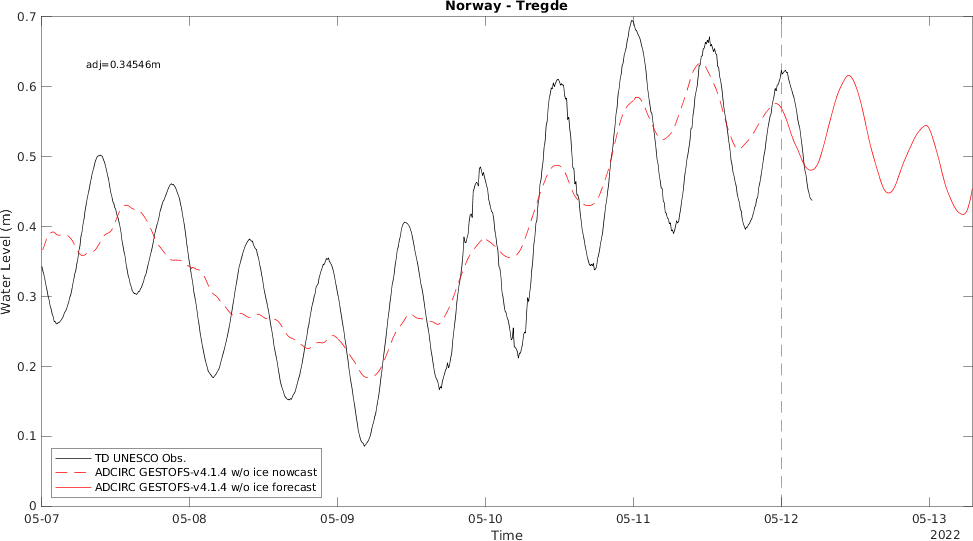 Norway - Tregde
0.7
0.6
0.5
0.4
0.3
0.2
0.1
0
Water Level (m)
adj=0.34546m
TD UNESCO Obs.
ADCIRC GESTOFS-v4.1.4 w/o ice nowcast
ADCIRC GESTOFS-v4.1.4 w/o ice forecast
05-07 05-08 05-09 05-10 05-11 05-12 05-13
Time
2022